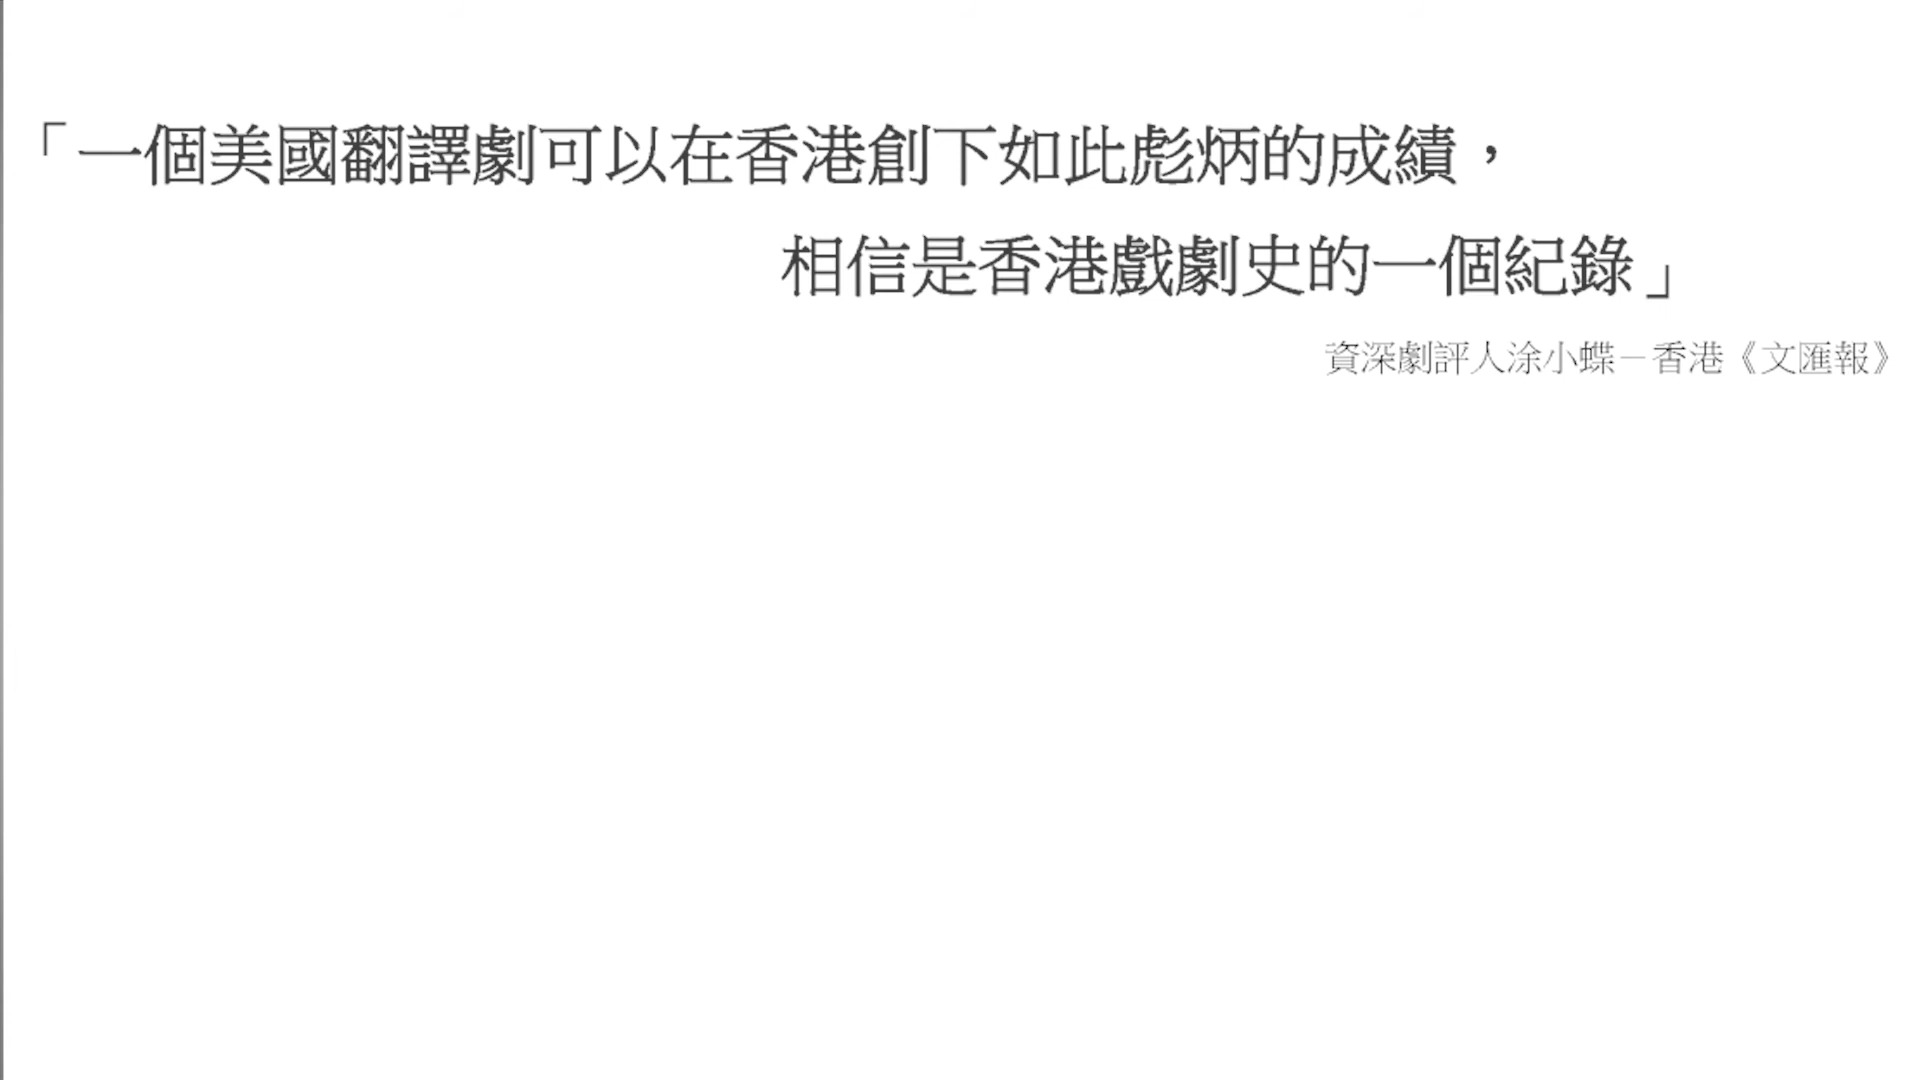 「一個美國翻譯劇可以在香港創下如此彪炳的成績，
相信是香港戲劇史的一個紀錄」
資深劇評人涂小蝶－香港《文匯報》